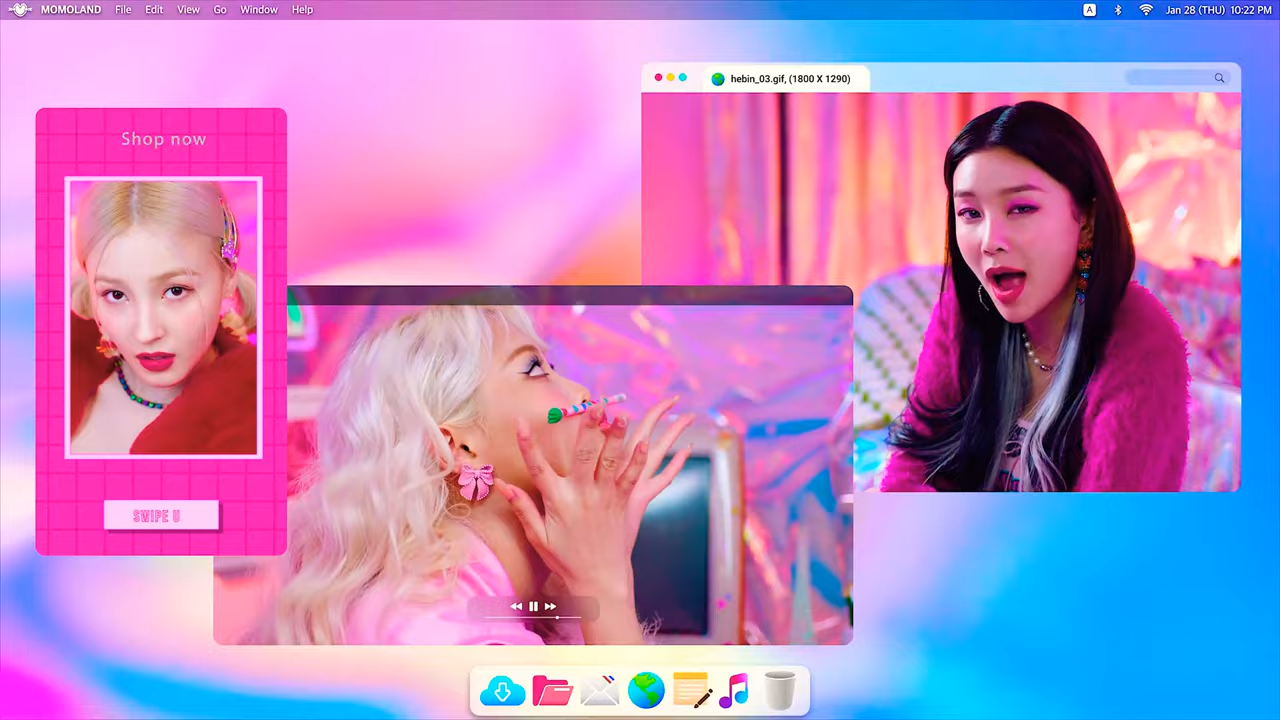 MOMOLAND File Edit View Go Window Help
A Jan 28 (THU) 10:22 PM
hebin_03.gif, (1800 X 1290)
Shop now
SWIPE U